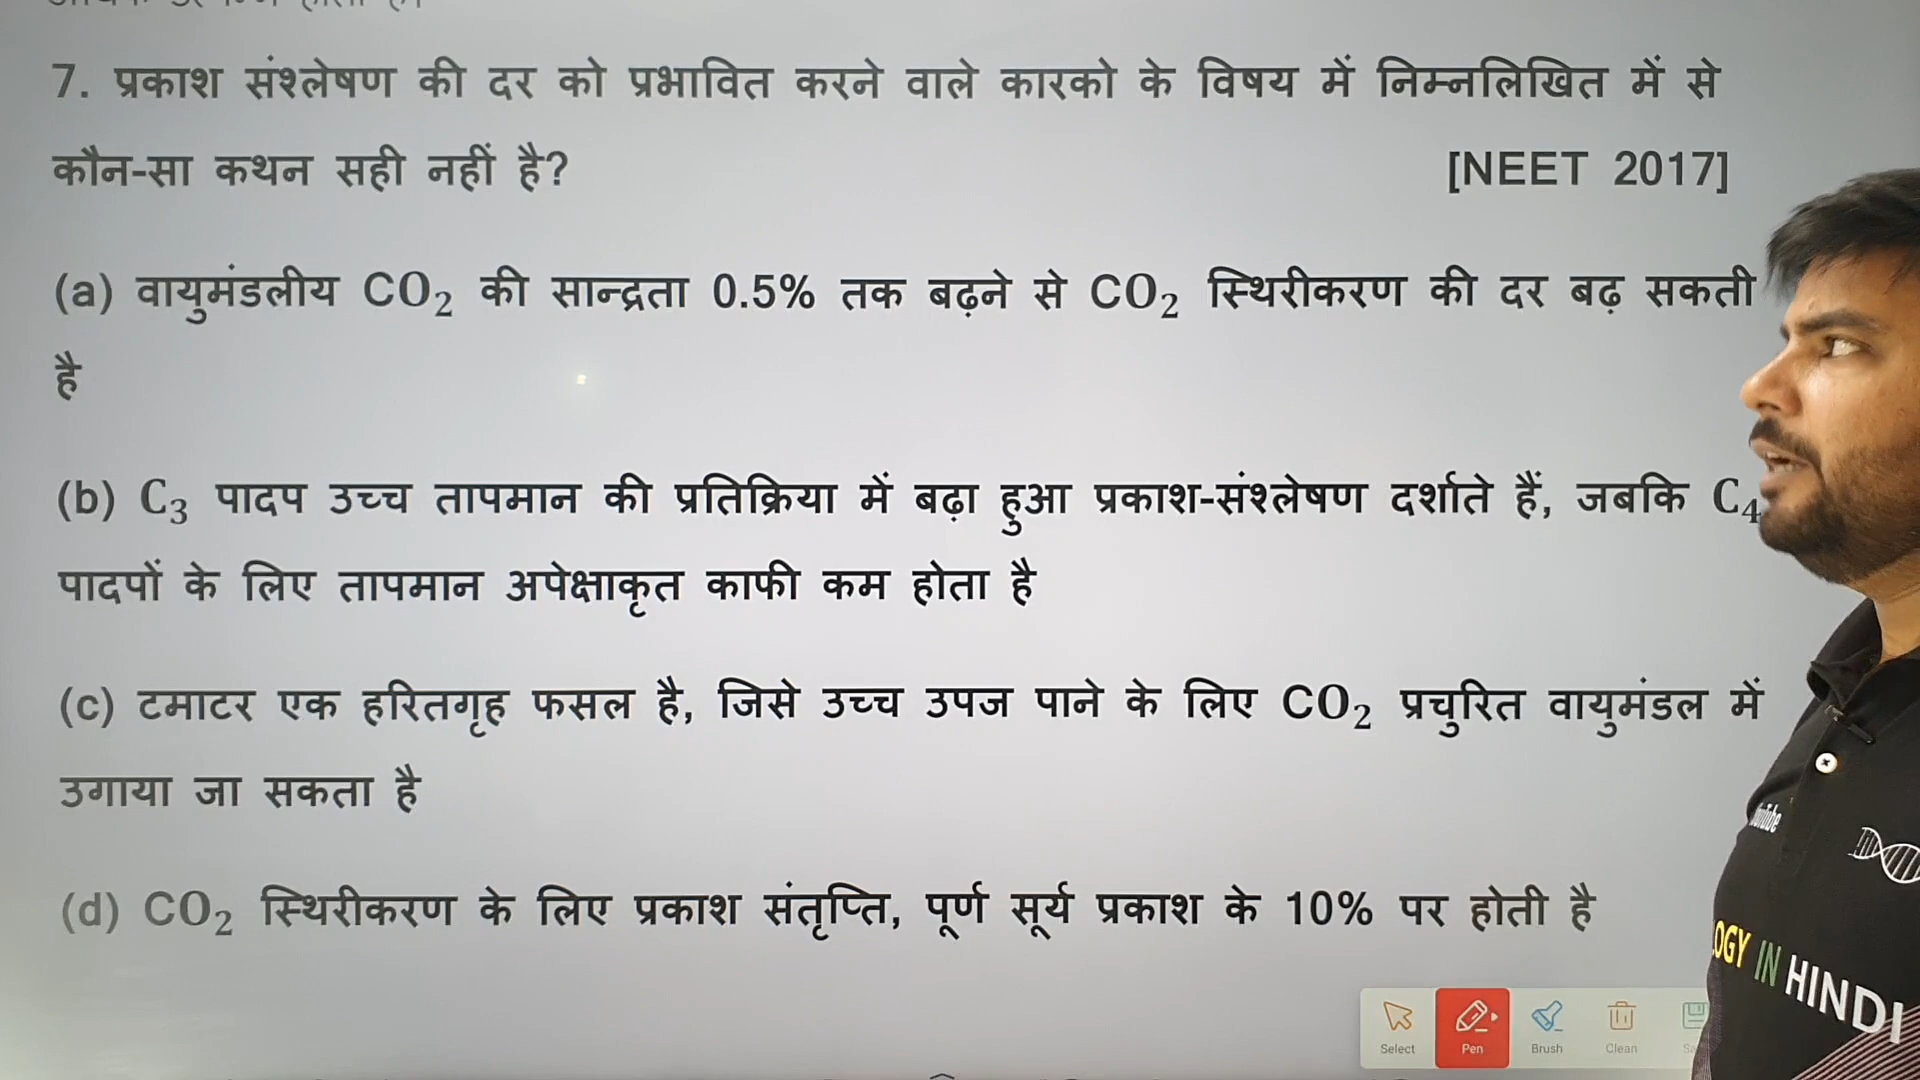 7. प्रकाश संश्लेषण की दर को प्रभावित करने वाले कारको के विषय में निम्नलिखित में से
कौन-सा कथन सही नहीं है? [NEET 2017]
(a) वायुमंडलीय CO₂ की सान्द्रता 0.5% तक बढ़ने से CO₂ स्थिरीकरण की दर बढ़ सकती
है
(b) C₃ पादप उच्च तापमान की प्रतिक्रिया में बढ़ा हुआ प्रकाश-संश्लेषण दर्शाते हैं, जबकि C₄
पादपों के लिए तापमान अपेक्षाकृत काफी कम होता है
(c) टमाटर एक हरितगृह फसल है, जिसे उच्च उपज पाने के लिए CO₂ प्रचुरित वायुमंडल में
उगाया जा सकता है
(d) CO₂ स्थिरीकरण के लिए प्रकाश संतृप्ति, पूर्ण सूर्य प्रकाश के 10% पर होती है
OGY IN HINDI
Select Pen Brush Clean